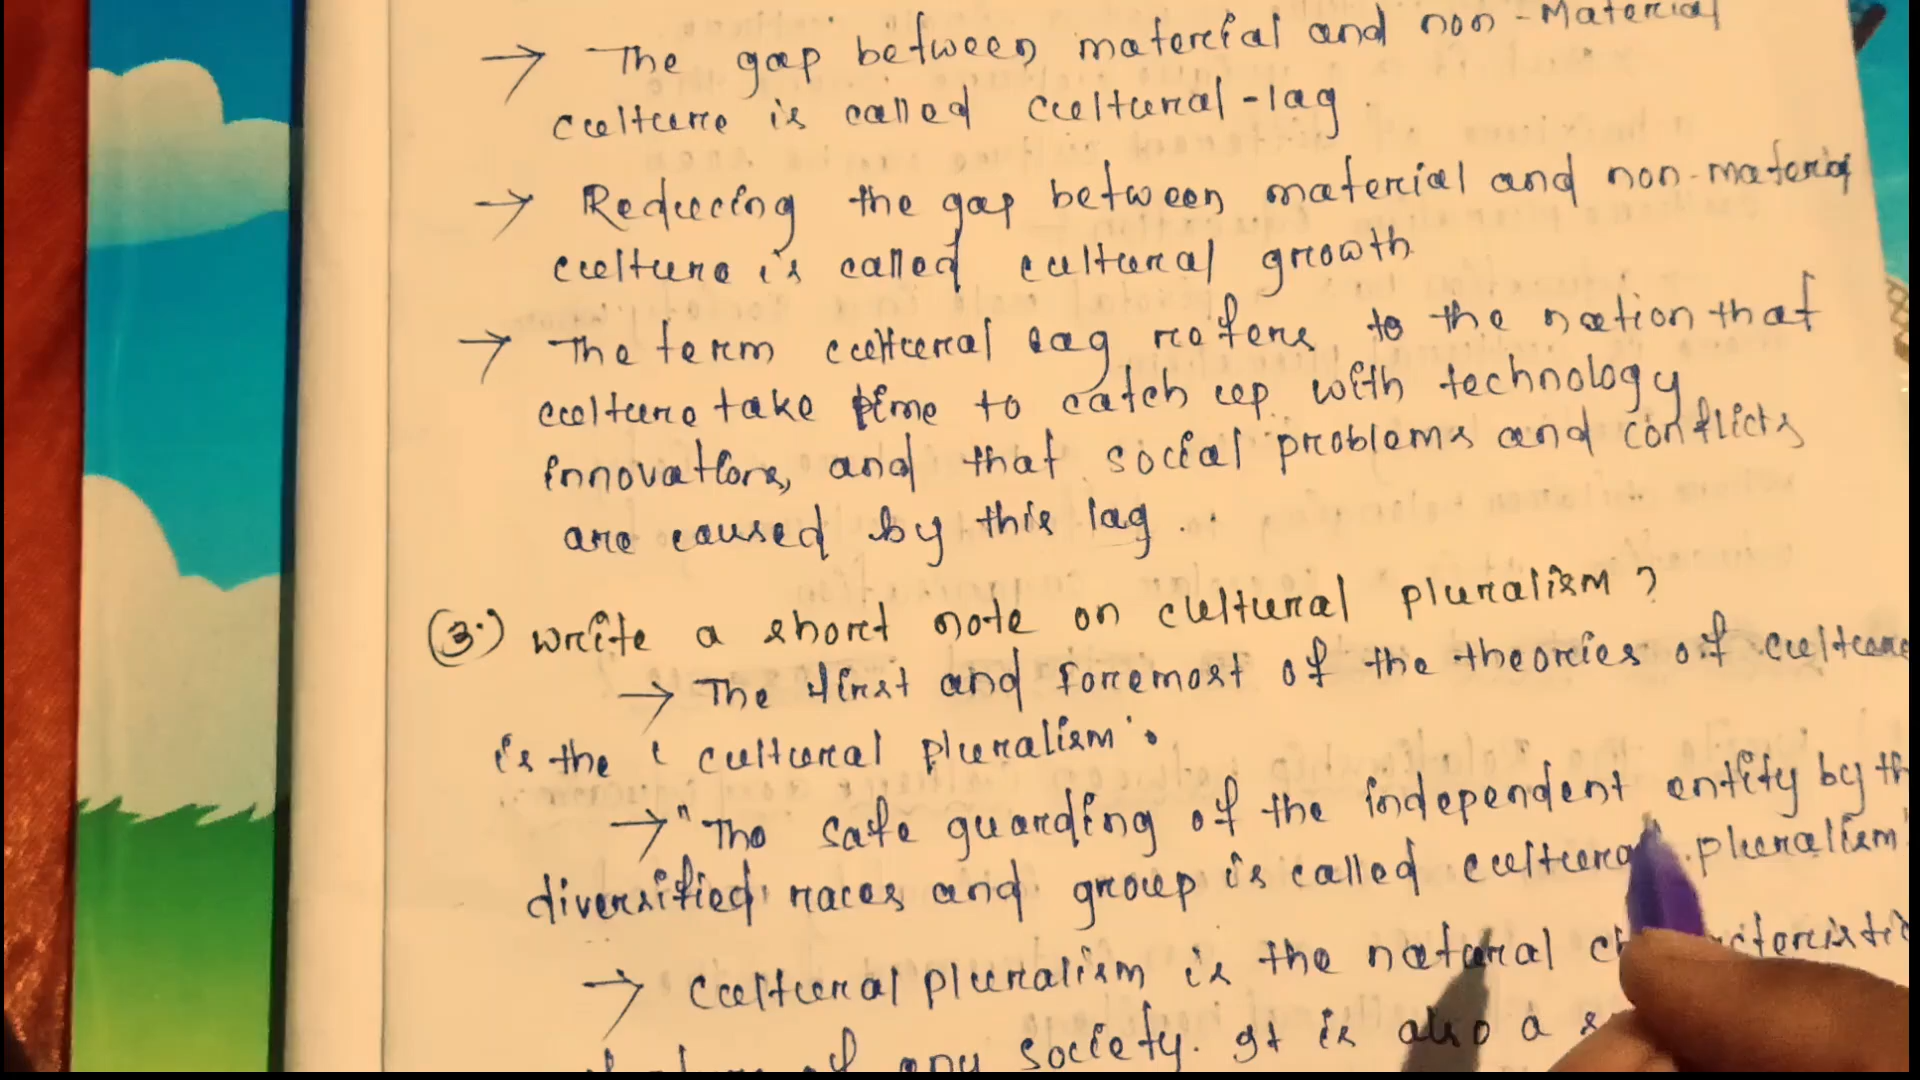 → The gap between material and non-Material
culture is called cultural-lag.
→ Reducing the gap between material and non-material
culture is called cultural growth
→ The term cultural lag refers to the notion that
culture take time to catch up with technology
innovations, and that social problems and conflicts
are caused by this lag.
(3.) Write a short note on cultural pluralism?
→ The first and foremost of the theories of culture
is the 'cultural pluralism'.
→ "The safe guarding of the independent entity by the
diversified races and group is called cultural pluralism"
→ Cultural pluralism is the natural
of any society. It is also a